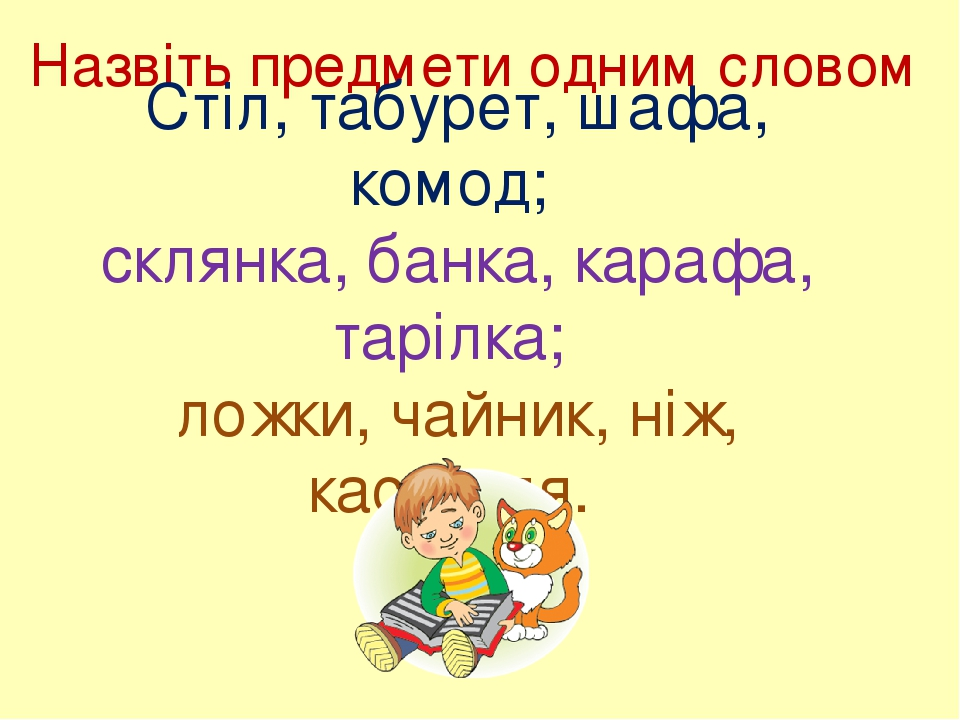 Назвіть предмети одним словом
Стіл, табурет, шафа,
комод;
склянка, банка, карафа,
тарілка;
ложки, чайник, ніж,